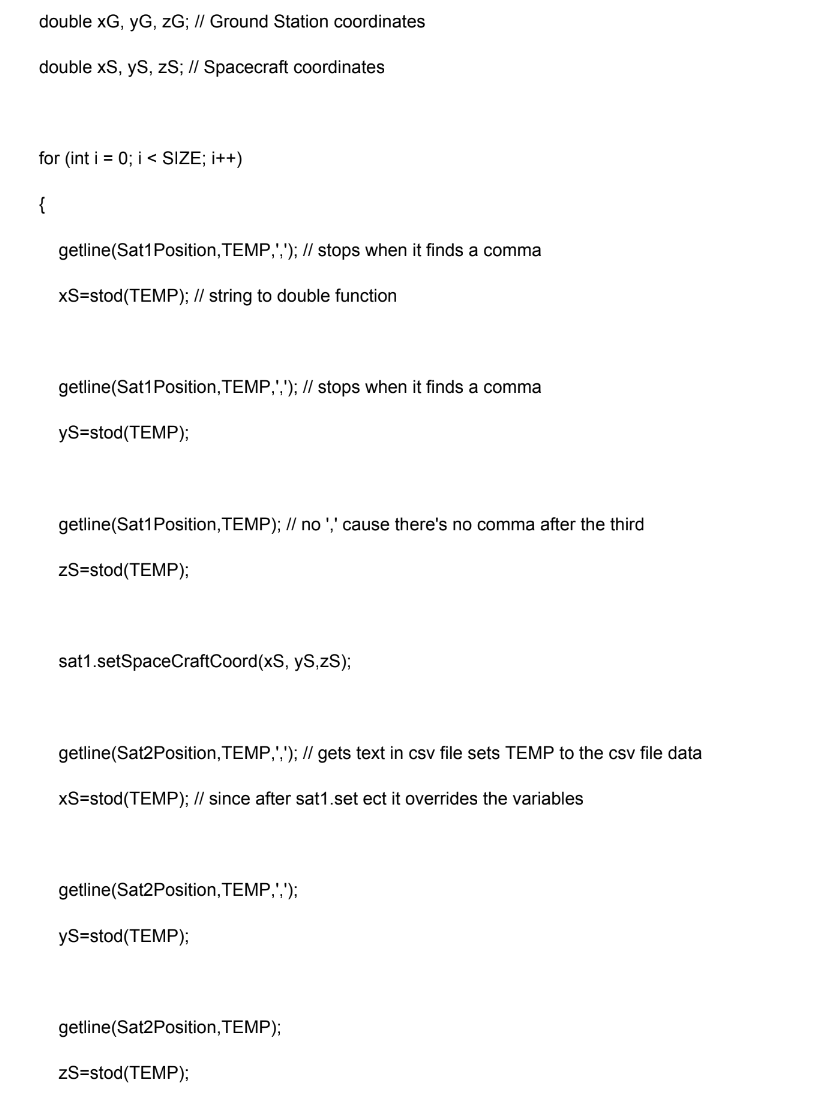 double xG, yG, zG; // Ground Station coordinates
double xS, yS, zS; // Spacecraft coordinates
for (int i = 0; i < SIZE; i++)
{
getline(Sat1Position,TEMP,','); // stops when it finds a comma
xS=stod(TEMP); // string to double function
getline(Sat1Position,TEMP,','); // stops when it finds a comma
yS=stod(TEMP);
getline(Sat1Position,TEMP); // no ',' cause there's no comma after the third
zS=stod(TEMP);
sat1.setSpaceCraftCoord(xS, yS,zS);
getline(Sat2Position,TEMP,','); // gets text in csv file sets TEMP to the csv file data
xS=stod(TEMP); // since after sat1.set ect it overrides the variables
getline(Sat2Position,TEMP,',');
yS=stod(TEMP);
getline(Sat2Position,TEMP);
zS=stod(TEMP);